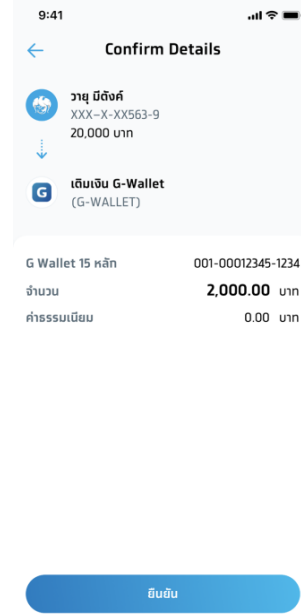 9:41
Confirm Details
วายุ มีดังค์
XXX-X-XX563-9
20,000 บาท
G
เติมเงิน G-Wallet
(G-WALLET)
G Wallet 15 หลัก 001-00012345-1234
จำนวน 2,000.00 บาท
ค่าธรรมเนียม 0.00 บาท
ยืนยัน